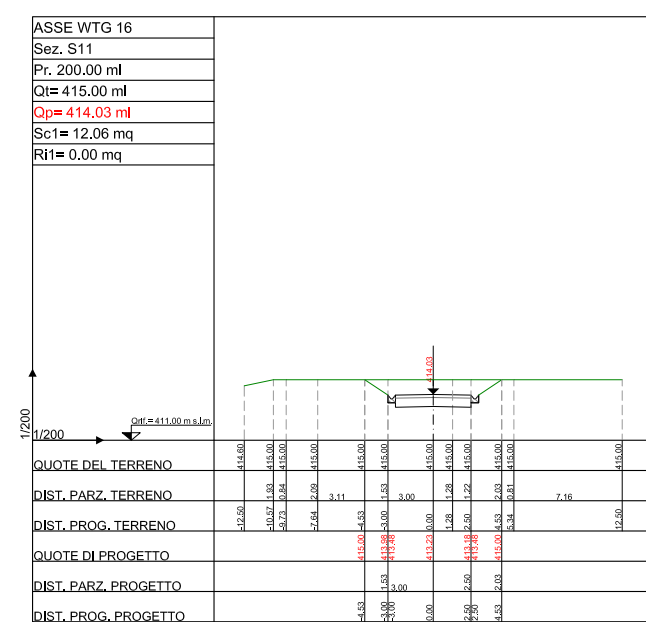 ASSE WTG 16
Sez. S11
Pr. 200.00 ml
Qt= 415.00 ml
Qp= 414.03 ml
Sc1= 12.06 mq
Ri1= 0.00 mq
414.03
1/200
Qrif.= 411.00 m s.l.m.
1/200
QUOTE DEL TERRENO 414.60 415.00 415.00 415.00 415.00 415.00 415.00 415.00 415.00 415.00 415.00 415.00
DIST. PARZ. TERRENO 1.93 0.84 2.09 3.11 1.53 3.00 1.28 1.22 2.03 0.81 7.16
DIST. PROG. TERRENO -12.50 -10.57 -9.73 -7.64 -4.53 -3.00 0.00 1.28 2.50 4.53 5.34 12.50
QUOTE DI PROGETTO 415.00 413.98 413.48 413.23 413.18 413.48 415.00
DIST. PARZ. PROGETTO 1.53 3.00 2.50 2.03
DIST. PROG. PROGETTO -4.53 -3.00 -3.00 0.00 2.50 2.50 4.53